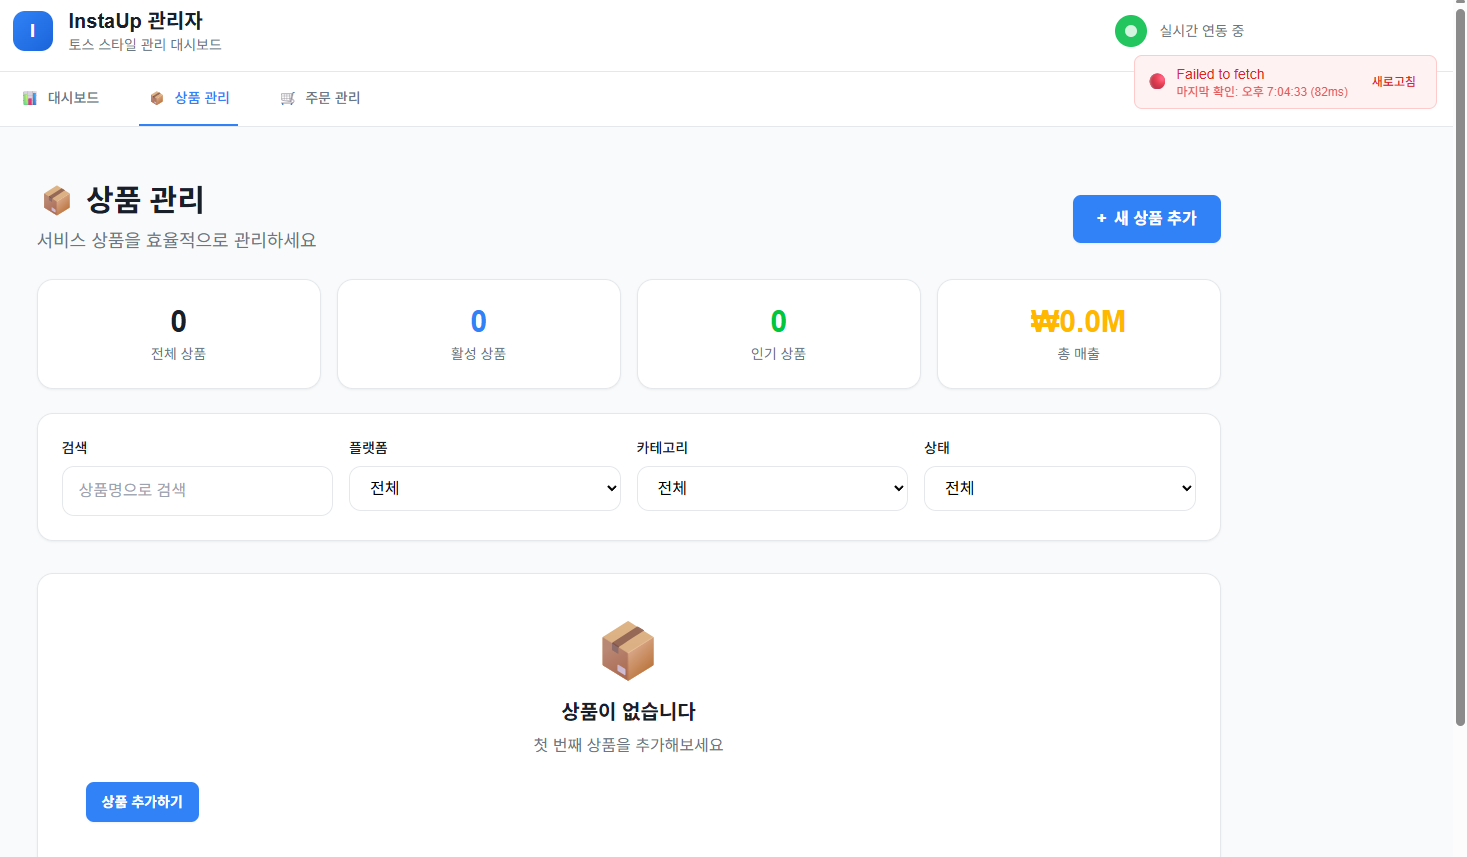 I
InstaUp 관리자
토스 스타일 관리 대시보드
실시간 연동 중
Failed to fetch
마지막 확인: 오후 7:04:33 (82ms)
새로고침
대시보드
상품 관리
주문 관리
상품 관리
서비스 상품을 효율적으로 관리하세요
+ 새 상품 추가
0
전체 상품
0
활성 상품
0
인기 상품
₩0.0M
총 매출
검색
상품명으로 검색
플랫폼
전체
카테고리
전체
상태
전체
상품이 없습니다
첫 번째 상품을 추가해보세요
상품 추가하기